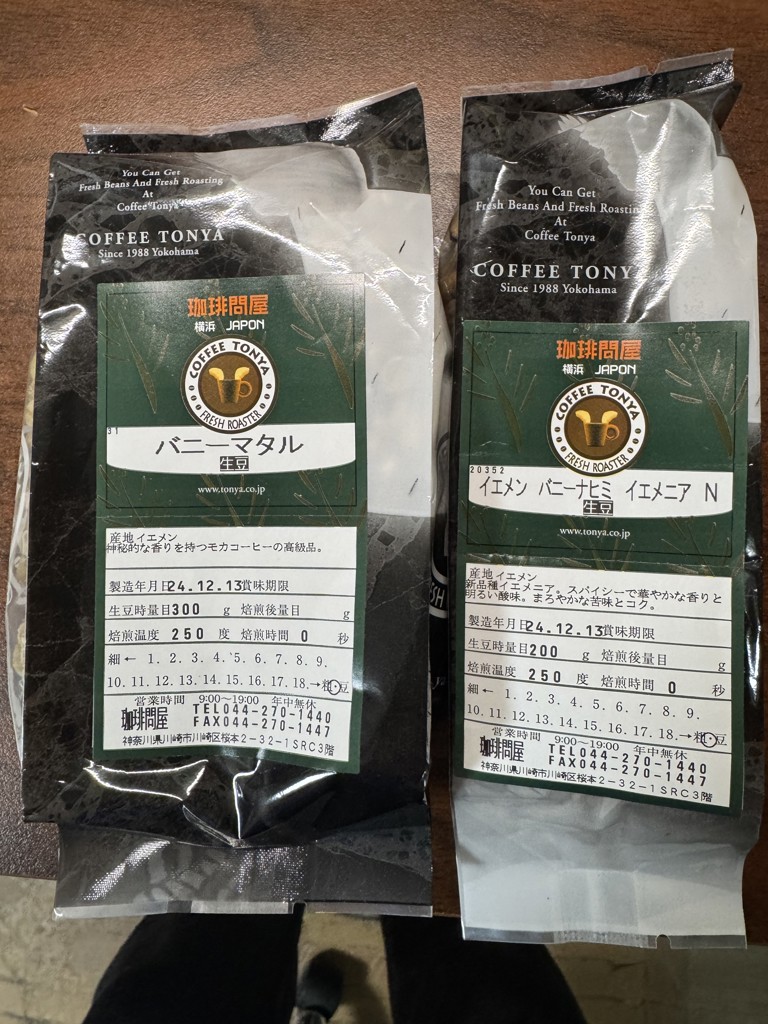 You Can Get
Fresh Beans And Fresh Roasting
At
Coffee Tonya
COFFEE TONYA
Since 1988 Yokohama
珈琲問屋
横浜 JAPON
COFFEE TONYA
FRESH ROASTER
31
バニーマタル
生豆
www.tonya.co.jp
産地 イエメン
神秘的な香りを持つモカコーヒーの高級品。
製造年月日24.12.13賞味期限
生豆時量目300 g 焙煎後量目 g
焙煎温度 250 度 焙煎時間 0 秒
細← 1. 2. 3. 4. 5. 6. 7. 8. 9.
10. 11. 12. 13. 14. 15. 16. 17. 18.→粗 豆
営業時間 9:00~19:00 年中無休
珈琲問屋 TEL044-270-1440
FAX044-270-1447
神奈川県川崎市川崎区桜本2-32-1SRC3階
You Can Get
Fresh Beans And Fresh Roasting
At
Coffee Tonya
COFFEE TONYA
Since 1988 Yokohama
珈琲問屋
横浜 JAPON
COFFEE TONYA
FRESH ROASTER
20352
イエメン バニーナヒミ イエメニア N
生豆
www.tonya.co.jp
産地 イエメン
新品種イエメニア。スパイシーで華やかな香りと
明るい酸味。まろやかな苦味とコク。
製造年月日24.12.13賞味期限
生豆時量目200 g 焙煎後量目 g
焙煎温度 250 度 焙煎時間 0 秒
細← 1. 2. 3. 4. 5. 6. 7. 8. 9.
10. 11. 12. 13. 14. 15. 16. 17. 18.→粗 豆
営業時間 9:00~19:00 年中無休
珈琲問屋 TEL044-270-1440
FAX044-270-1447
神奈川県川崎市川崎区桜本2-32-1SRC3階